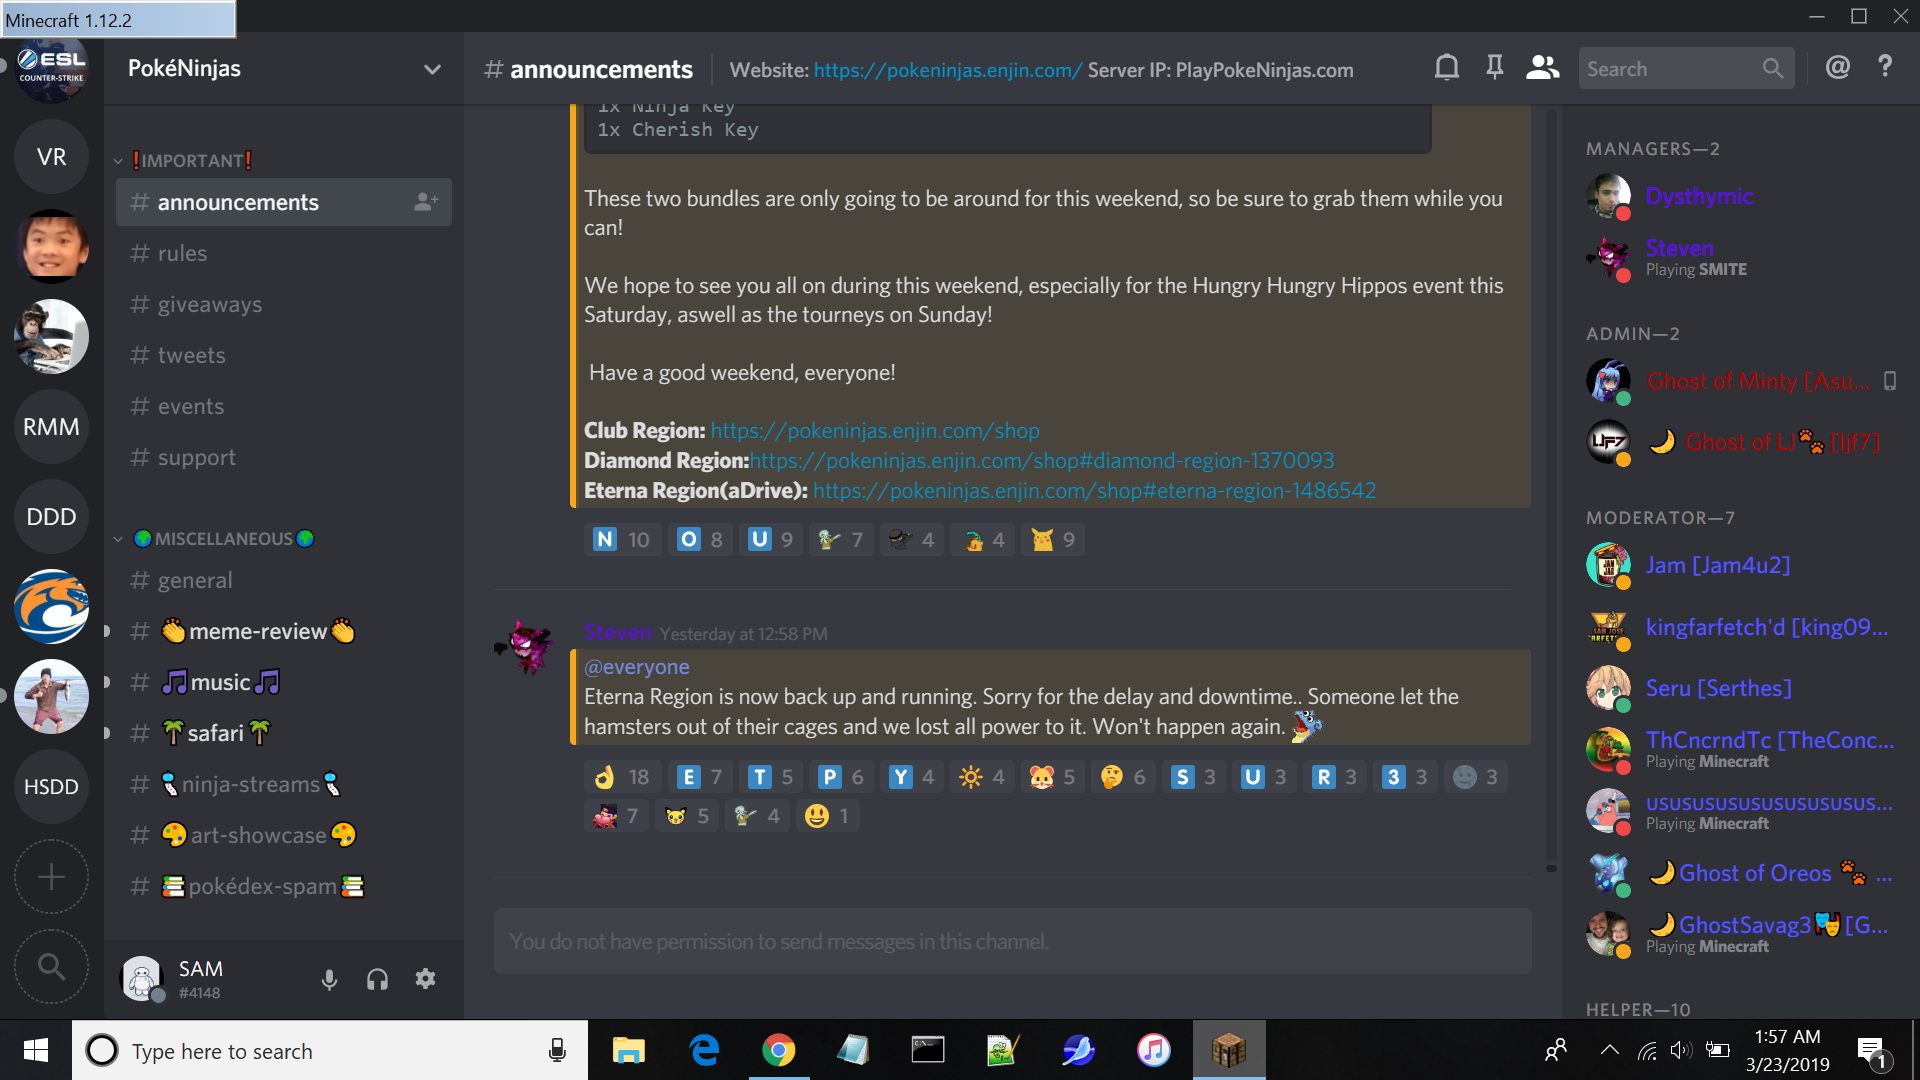 Minecraft 1.12.2
ESL
COUNTER-STRIKE
PokéNinjas
# announcements
Website: https://pokeninjas.enjin.com/ Server IP: PlayPokeNinjas.com
Search
@ ?
VR
RMM
DDD
HSDD
❗IMPORTANT❗
# announcements
# rules
# giveaways
# tweets
# events
# support
🌍MISCELLANEOUS🌍
# general
# 👏meme-review👏
# 🎵music🎵
# 🌴safari🌴
# ninja-streams
# 🎨art-showcase🎨
# 📚pokédex-spam📚
SAM
#4148
1x Ninja Key
1x Cherish Key
These two bundles are only going to be around for this weekend, so be sure to grab them while you
can!
We hope to see you all on during this weekend, especially for the Hungry Hungry Hippos event this
Saturday, aswell as the tourneys on Sunday!
Have a good weekend, everyone!
Club Region: https://pokeninjas.enjin.com/shop
Diamond Region:https://pokeninjas.enjin.com/shop#diamond-region-1370093
Eterna Region(aDrive): https://pokeninjas.enjin.com/shop#eterna-region-1486542
N 10 O 8 U 9 7 4 4 9
Steven Yesterday at 12:58 PM
@everyone
Eterna Region is now back up and running. Sorry for the delay and downtime.. Someone let the
hamsters out of their cages and we lost all power to it. Won't happen again.
👌 18 E 7 T 5 P 6 Y 4 🔆 4 🐹 5 🤔 6 S 3 U 3 R 3 3 3 🌚 3
7 5 4 😃 1
You do not have permission to send messages in this channel.
MANAGERS—2
Dysthymic
Steven
Playing SMITE
ADMIN—2
Ghost of Minty [Asu...
🌙 Ghost of LJ🐾 [ljf7]
MODERATOR—7
Jam [Jam4u2]
kingfarfetch'd [king09...
Seru [Serthes]
ThCncrndTc [TheConc...
Playing Minecraft
usususususususususus...
Playing Minecraft
🌙Ghost of Oreos 🐾 ...
🌙GhostSavag3🎭[G...
Playing Minecraft
HELPER—10
Type here to search
1:57 AM
3/23/2019
1